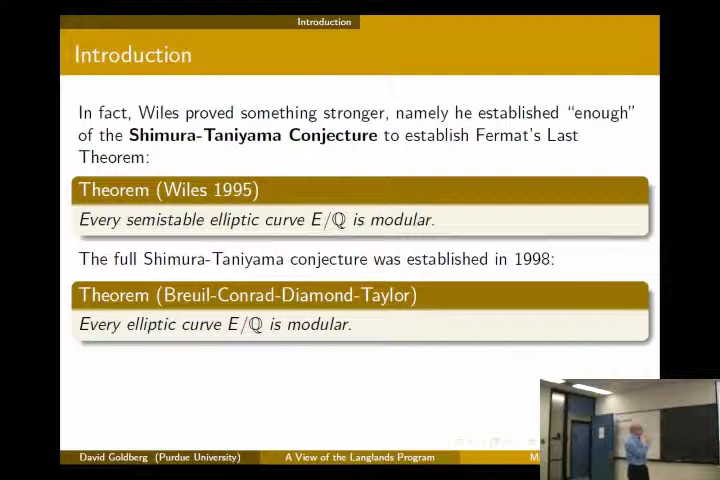 Introduction
Introduction
In fact, Wiles proved something stronger, namely he established “enough”
of the Shimura-Taniyama Conjecture to establish Fermat's Last
Theorem:
Theorem (Wiles 1995)
Every semistable elliptic curve E/ℚ is modular.
The full Shimura-Taniyama conjecture was established in 1998:
Theorem (Breuil-Conrad-Diamond-Taylor)
Every elliptic curve E/ℚ is modular.
David Goldberg (Purdue University) A View of the Langlands Program